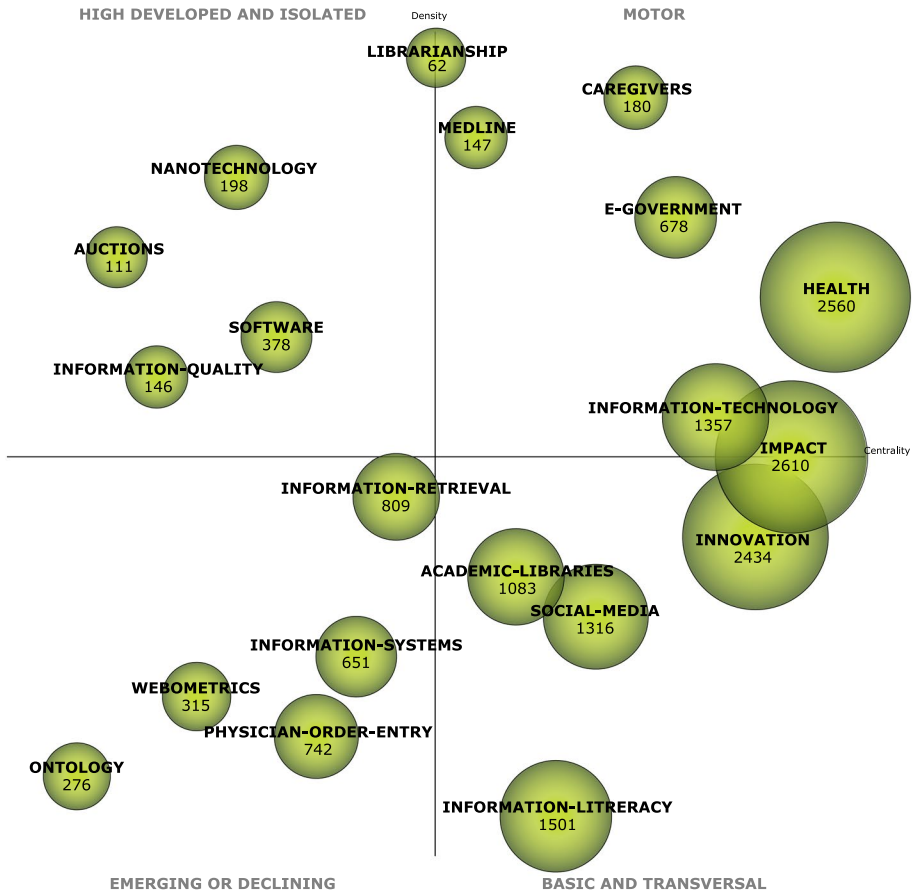 HIGH DEVELOPED AND ISOLATED
Density
MOTOR
LIBRARIANSHIP
62
CAREGIVERS
180
MEDLINE
147
NANOTECHNOLOGY
198
E-GOVERNMENT
678
AUCTIONS
111
HEALTH
2560
SOFTWARE
378
INFORMATION-QUALITY
146
INFORMATION-TECHNOLOGY
1357
IMPACT
2610
Centrality
INFORMATION-RETRIEVAL
809
INNOVATION
2434
ACADEMIC-LIBRARIES
1083
SOCIAL-MEDIA
1316
INFORMATION-SYSTEMS
651
WEBOMETRICS
315
PHYSICIAN-ORDER-ENTRY
742
ONTOLOGY
276
INFORMATION-LITRERACY
1501
EMERGING OR DECLINING
BASIC AND TRANSVERSAL